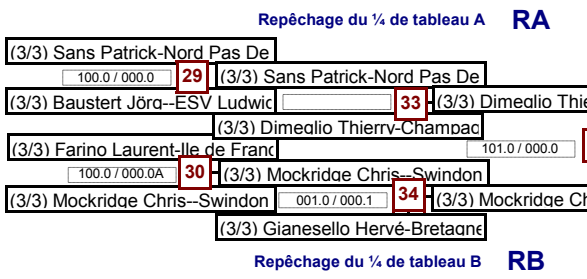 Repêchage du ¼ de tableau A RA
(3/3) Sans Patrick-Nord Pas De
100.0 / 000.0 29 (3/3) Sans Patrick-Nord Pas De
(3/3) Baustert Jörg--ESV Ludwig 33 (3/3) Dimeglio Thie
(3/3) Dimeglio Thierry-Champag
(3/3) Farino Laurent-Ile de Franc 101.0 / 000.0
100.0 / 000.0A 30 (3/3) Mockridge Chris--Swindon
(3/3) Mockridge Chris--Swindon 001.0 / 000.1 34 (3/3) Mockridge Ch
(3/3) Gianesello Hervé-Bretagne
Repêchage du ¼ de tableau B RB